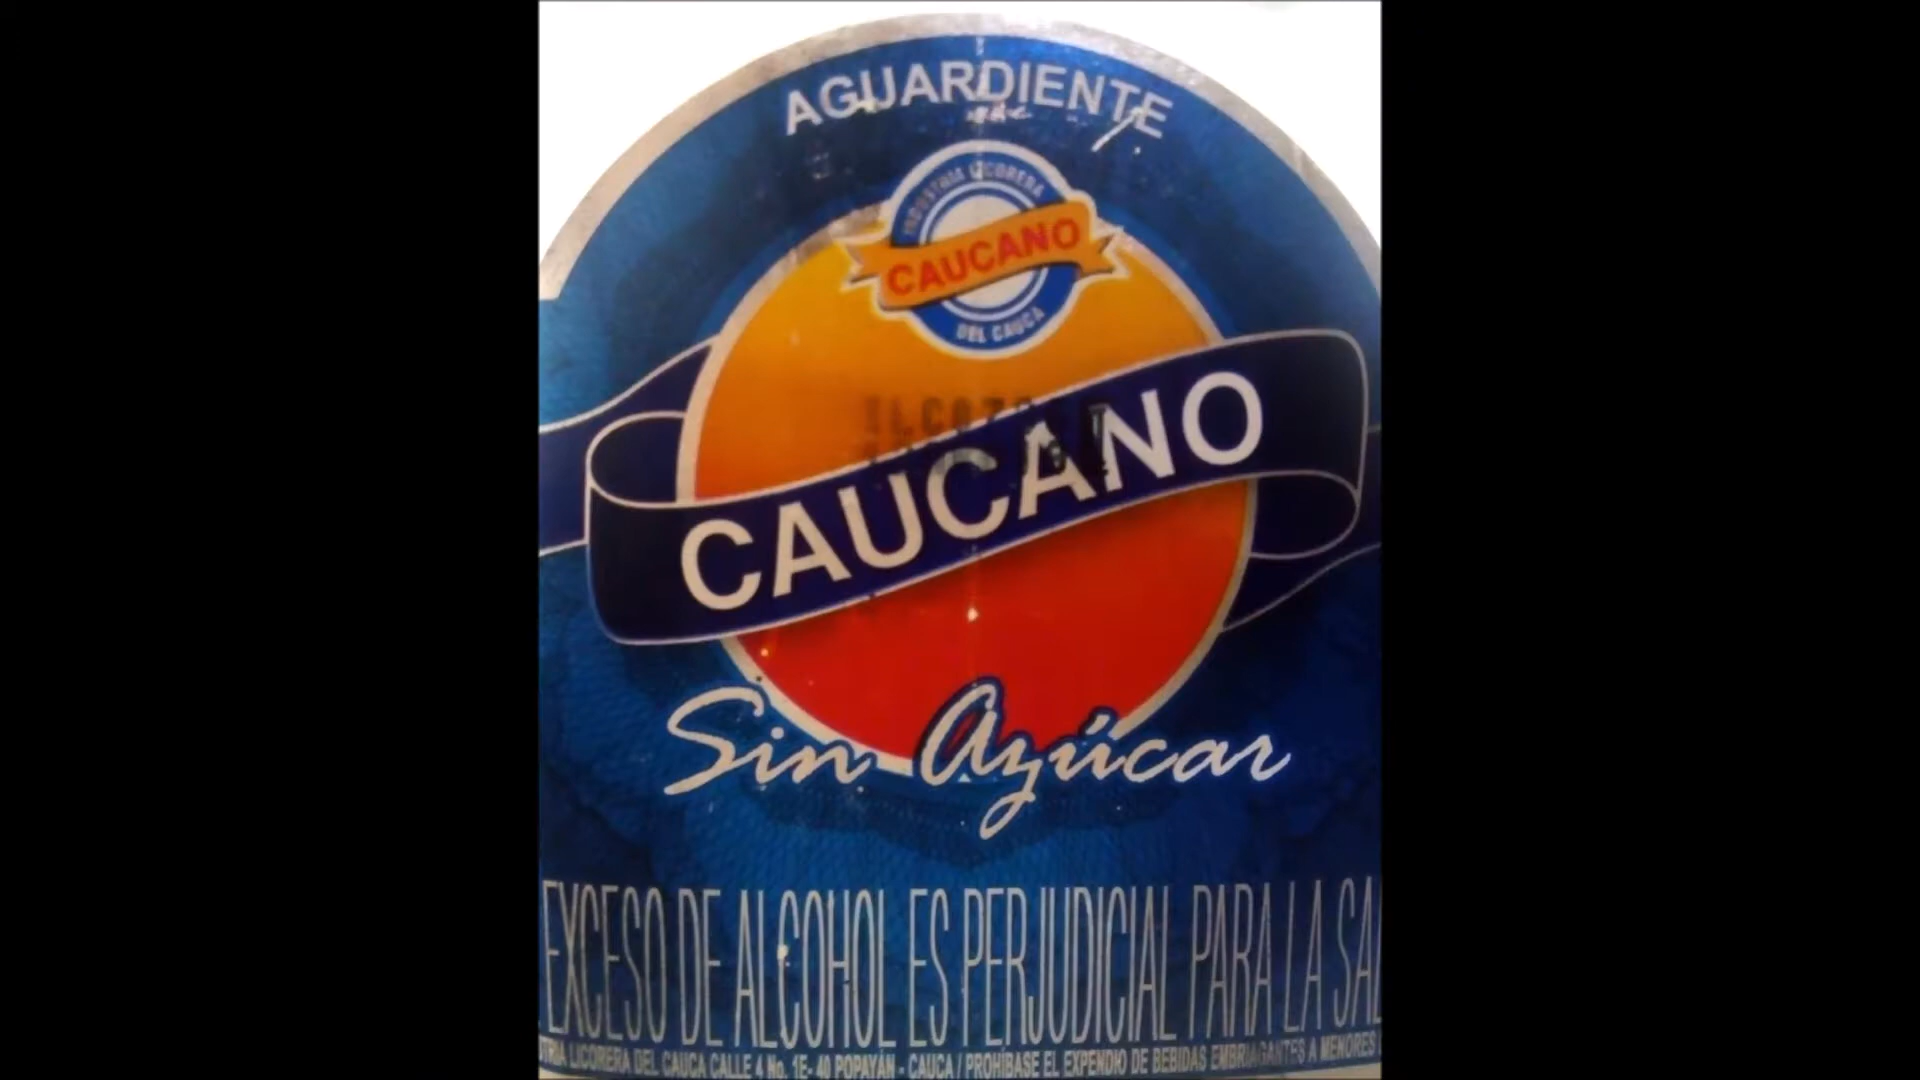 AGUARDIENTE
INDUSTRIA LICORERA
CAUCANO
DEL CAUCA
CAUCANO
Sin Azúcar
EXCESO DE ALCOHOL ES PERJUDICIAL PARA LA SAL
TRIA LICORERA DEL CAUCA CALLE 4 No. 1E- 40 POPAYÁN - CAUCA / PROHÍBASE EL EXPENDIO DE BEBIDAS EMBRIAGANTES A MENORES